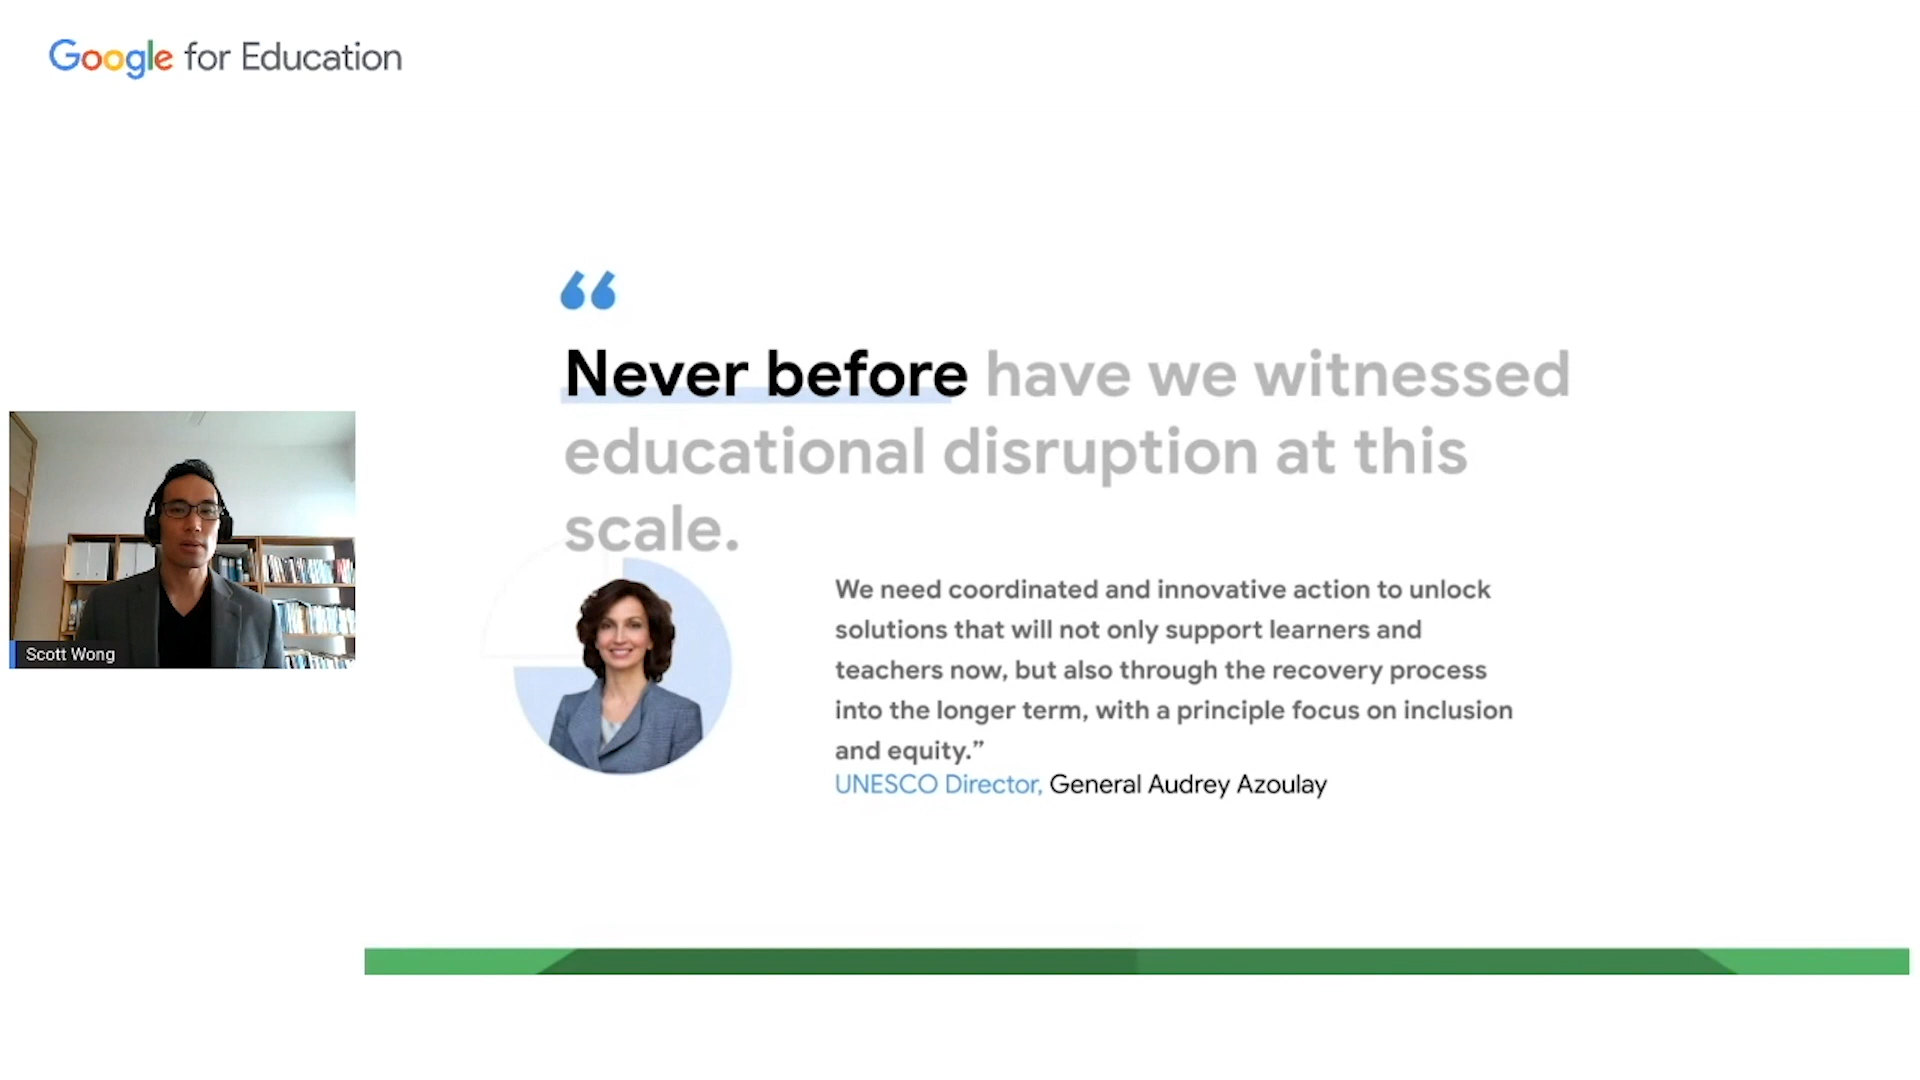 Google for Education
“
Never before have we witnessed
educational disruption at this
scale.
We need coordinated and innovative action to unlock
solutions that will not only support learners and
teachers now, but also through the recovery process
into the longer term, with a principle focus on inclusion
and equity.”
UNESCO Director, General Audrey Azoulay
Scott Wong